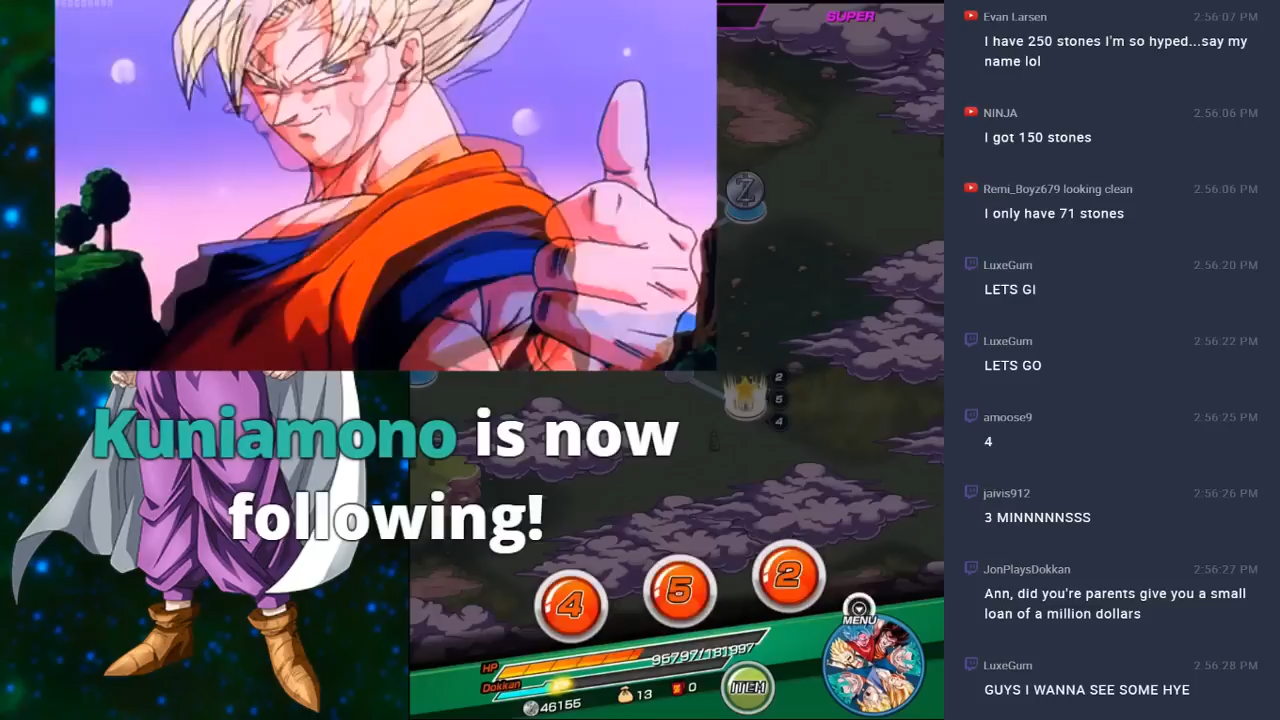 SUPER
Kuniamono is now
following!
2
5
4
4
5
2
MENU
HP
95797/181997
Dokkan
46155
13
0
ITEM
Evan Larsen 2:56:07 PM
I have 250 stones I'm so hyped...say my
name lol
NINJA 2:56:06 PM
I got 150 stones
Remi_Boyz679 looking clean 2:56:06 PM
I only have 71 stones
LuxeGum 2:56:20 PM
LETS GI
LuxeGum 2:56:22 PM
LETS GO
amoose9 2:56:25 PM
4
jaivis912 2:56:26 PM
3 MINNNNNSSS
JonPlaysDokkan 2:56:27 PM
Ann, did you're parents give you a small
loan of a million dollars
LuxeGum 2:56:28 PM
GUYS I WANNA SEE SOME HYE